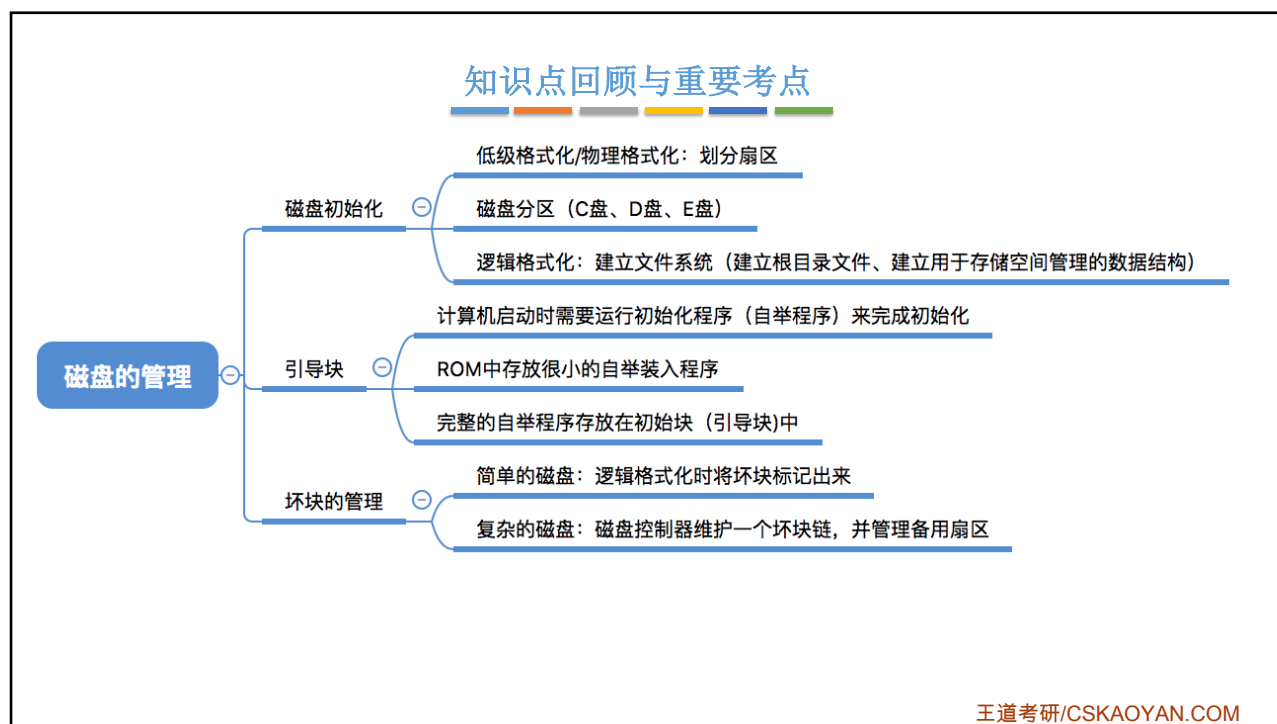 知识点回顾与重要考点
磁盘的管理
磁盘初始化
低级格式化/物理格式化：划分扇区
磁盘分区（C盘、D盘、E盘）
逻辑格式化：建立文件系统（建立根目录文件、建立用于存储空间管理的数据结构）
引导块
计算机启动时需要运行初始化程序（自举程序）来完成初始化
ROM中存放很小的自举装入程序
完整的自举程序存放在初始块（引导块)中
坏块的管理
简单的磁盘：逻辑格式化时将坏块标记出来
复杂的磁盘：磁盘控制器维护一个坏块链，并管理备用扇区
王道考研/CSKAOYAN.COM